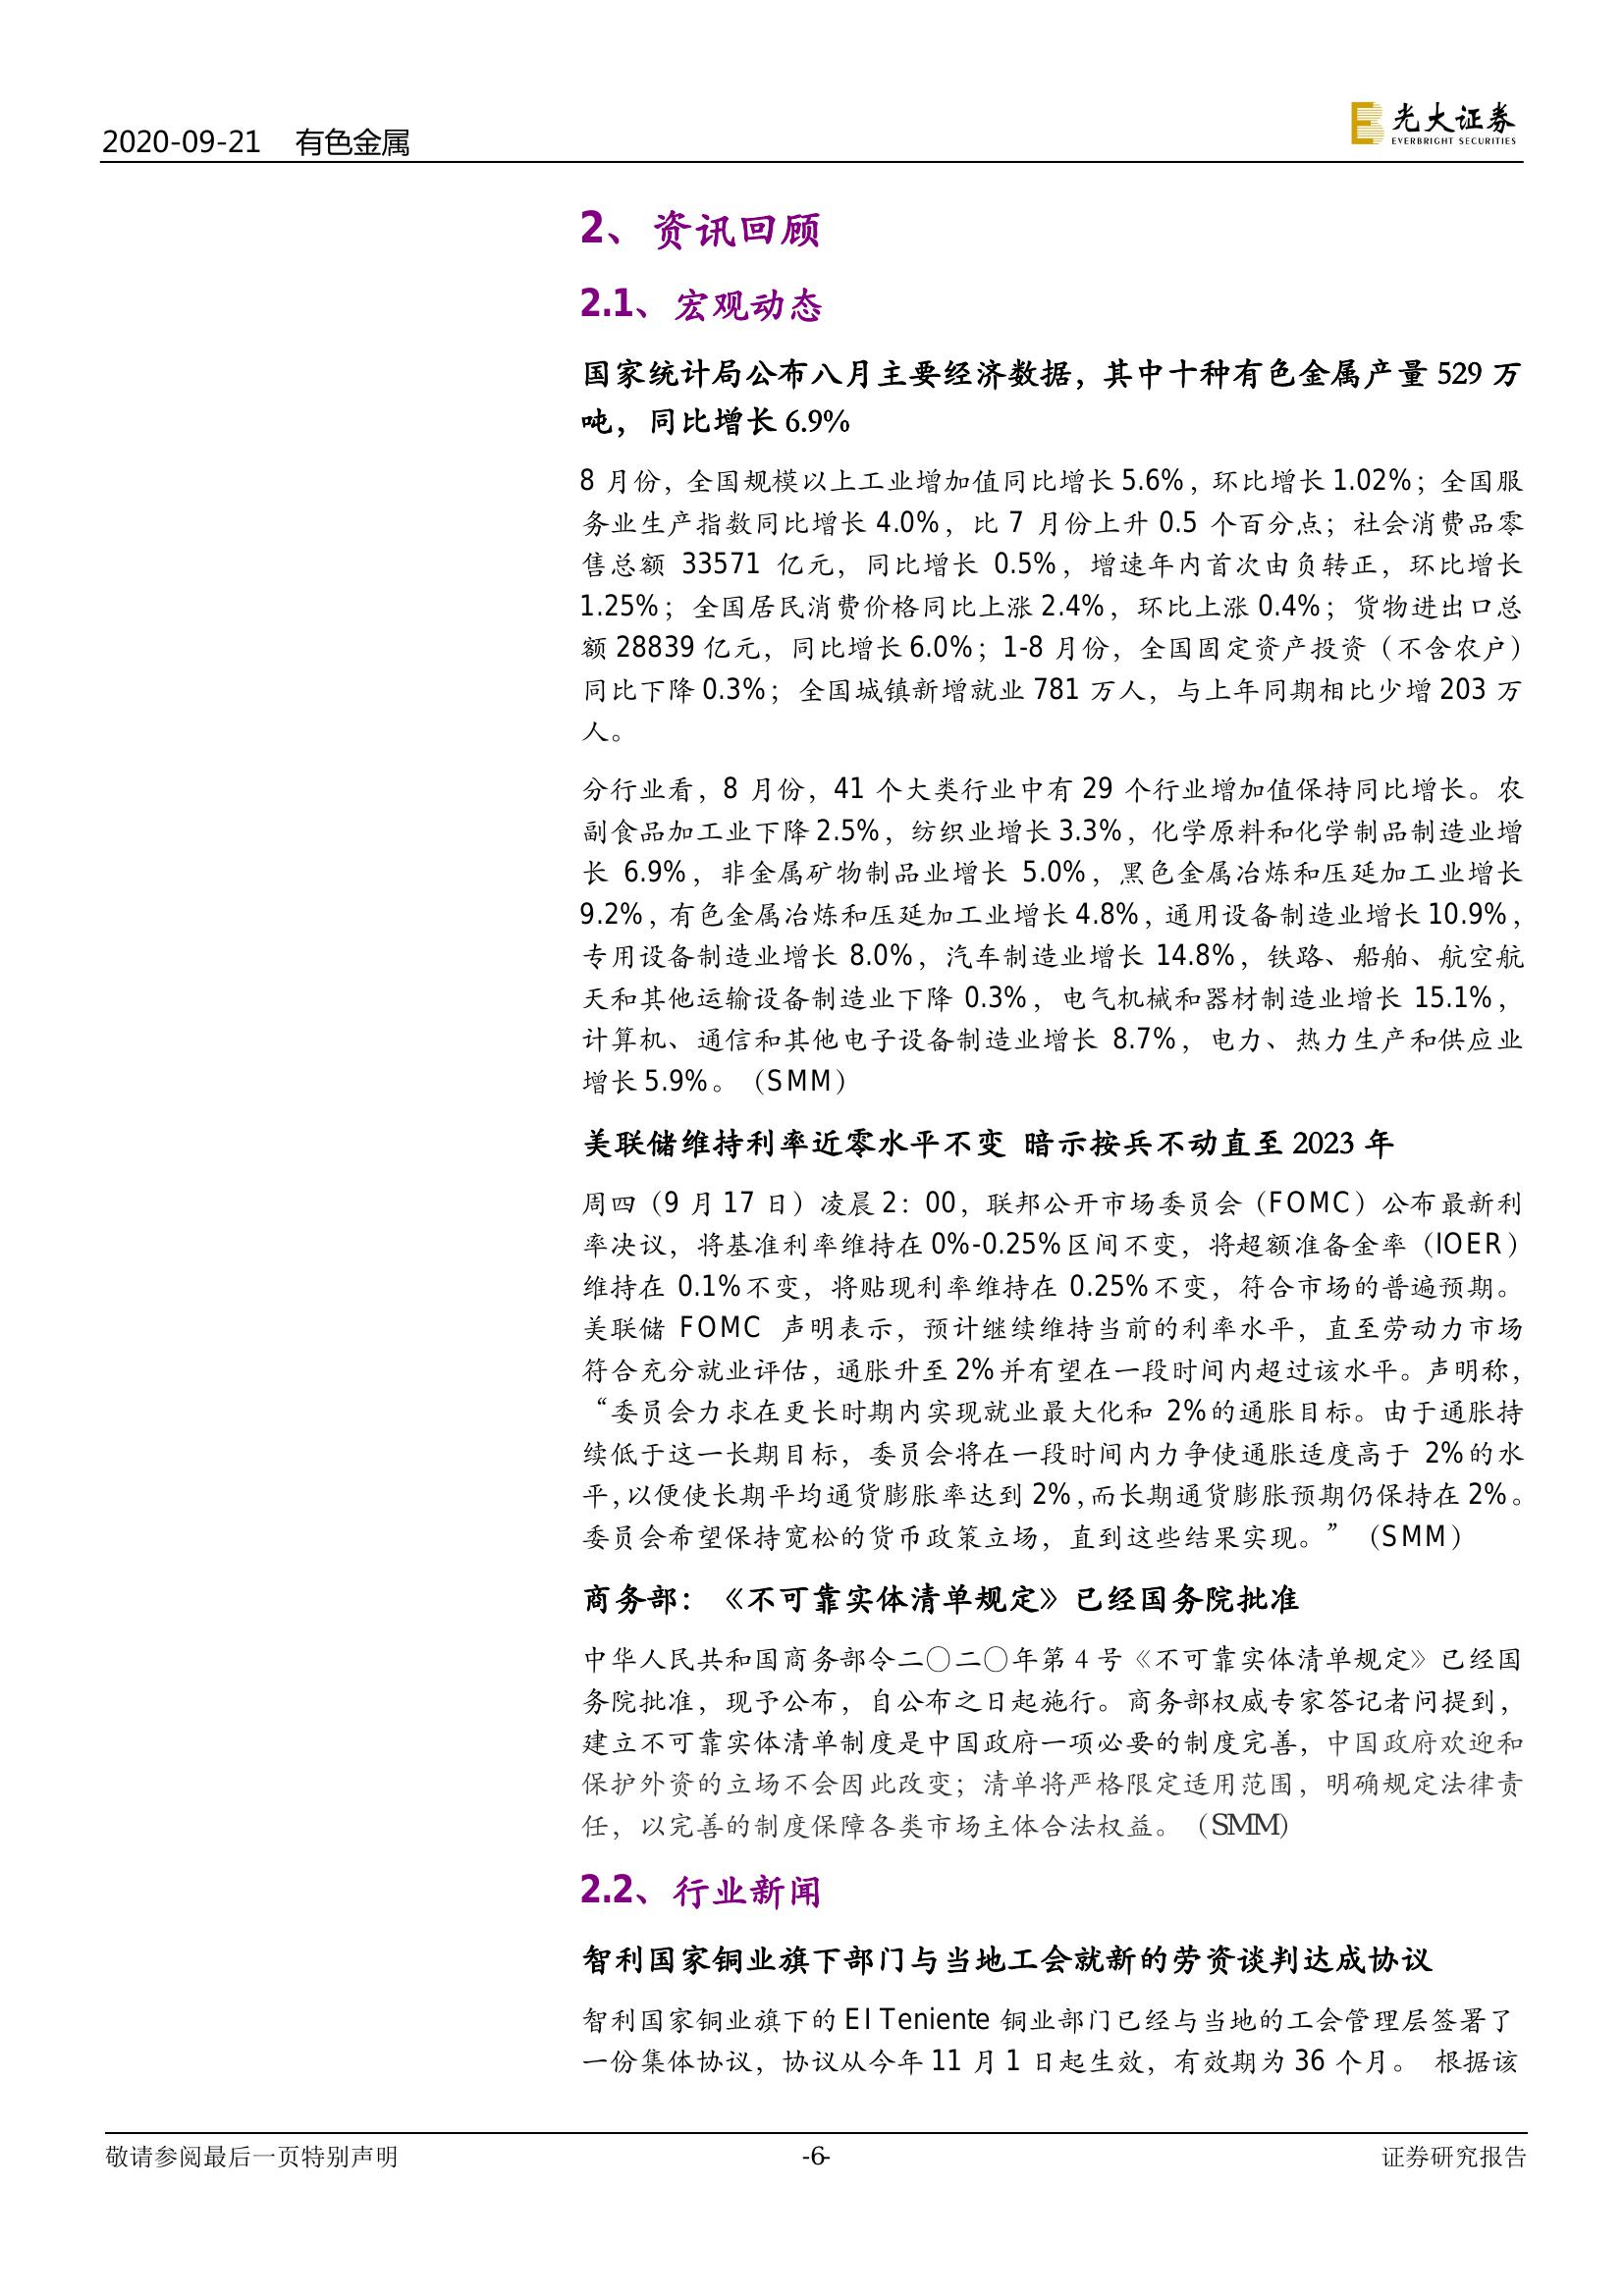 2020-09-21 有色金属
光大证券
EVERBRIGHT SECURITIES
2、资讯回顾
2.1、宏观动态
国家统计局公布八月主要经济数据，其中十种有色金属产量 529 万
吨，同比增长 6.9%
8 月份，全国规模以上工业增加值同比增长 5.6%，环比增长 1.02%；全国服
务业生产指数同比增长 4.0%，比 7 月份上升 0.5 个百分点；社会消费品零
售总额 33571 亿元，同比增长 0.5%，增速年内首次由负转正，环比增长
1.25%；全国居民消费价格同比上涨 2.4%，环比上涨 0.4%；货物进出口总
额 28839 亿元，同比增长 6.0%；1-8 月份，全国固定资产投资（不含农户）
同比下降 0.3%；全国城镇新增就业 781 万人，与上年同期相比少增 203 万
人。
分行业看，8 月份，41 个大类行业中有 29 个行业增加值保持同比增长。农
副食品加工业下降 2.5%，纺织业增长 3.3%，化学原料和化学制品制造业增
长 6.9%，非金属矿物制品业增长 5.0%，黑色金属冶炼和压延加工业增长
9.2%，有色金属冶炼和压延加工业增长 4.8%，通用设备制造业增长 10.9%，
专用设备制造业增长 8.0%，汽车制造业增长 14.8%，铁路、船舶、航空航
天和其他运输设备制造业下降 0.3%，电气机械和器材制造业增长 15.1%，
计算机、通信和其他电子设备制造业增长 8.7%，电力、热力生产和供应业
增长 5.9%。（SMM）
美联储维持利率近零水平不变 暗示按兵不动直至 2023 年
周四（9 月 17 日）凌晨 2：00，联邦公开市场委员会（FOMC）公布最新利
率决议，将基准利率维持在 0%-0.25%区间不变，将超额准备金率（IOER）
维持在 0.1%不变，将贴现利率维持在 0.25%不变，符合市场的普遍预期。
美联储 FOMC 声明表示，预计继续维持当前的利率水平，直至劳动力市场
符合充分就业评估，通胀升至 2%并有望在一段时间内超过该水平。声明称，
“委员会力求在更长时期内实现就业最大化和 2%的通胀目标。由于通胀持
续低于这一长期目标，委员会将在一段时间内力争使通胀适度高于 2%的水
平，以便使长期平均通货膨胀率达到 2%，而长期通货膨胀预期仍保持在 2%。
委员会希望保持宽松的货币政策立场，直到这些结果实现。”（SMM）
商务部：《不可靠实体清单规定》已经国务院批准
中华人民共和国商务部令二〇二〇年第 4 号《不可靠实体清单规定》已经国
务院批准，现予公布，自公布之日起施行。商务部权威专家答记者问提到，
建立不可靠实体清单制度是中国政府一项必要的制度完善，中国政府欢迎和
保护外资的立场不会因此改变；清单将严格限定适用范围，明确规定法律责
任，以完善的制度保障各类市场主体合法权益。（SMM）
2.2、行业新闻
智利国家铜业旗下部门与当地工会就新的劳资谈判达成协议
智利国家铜业旗下的 El Teniente 铜业部门已经与当地的工会管理层签署了
一份集体协议，协议从今年 11 月 1 日起生效，有效期为 36 个月。 根据该
敬请参阅最后一页特别声明
-6-
证券研究报告